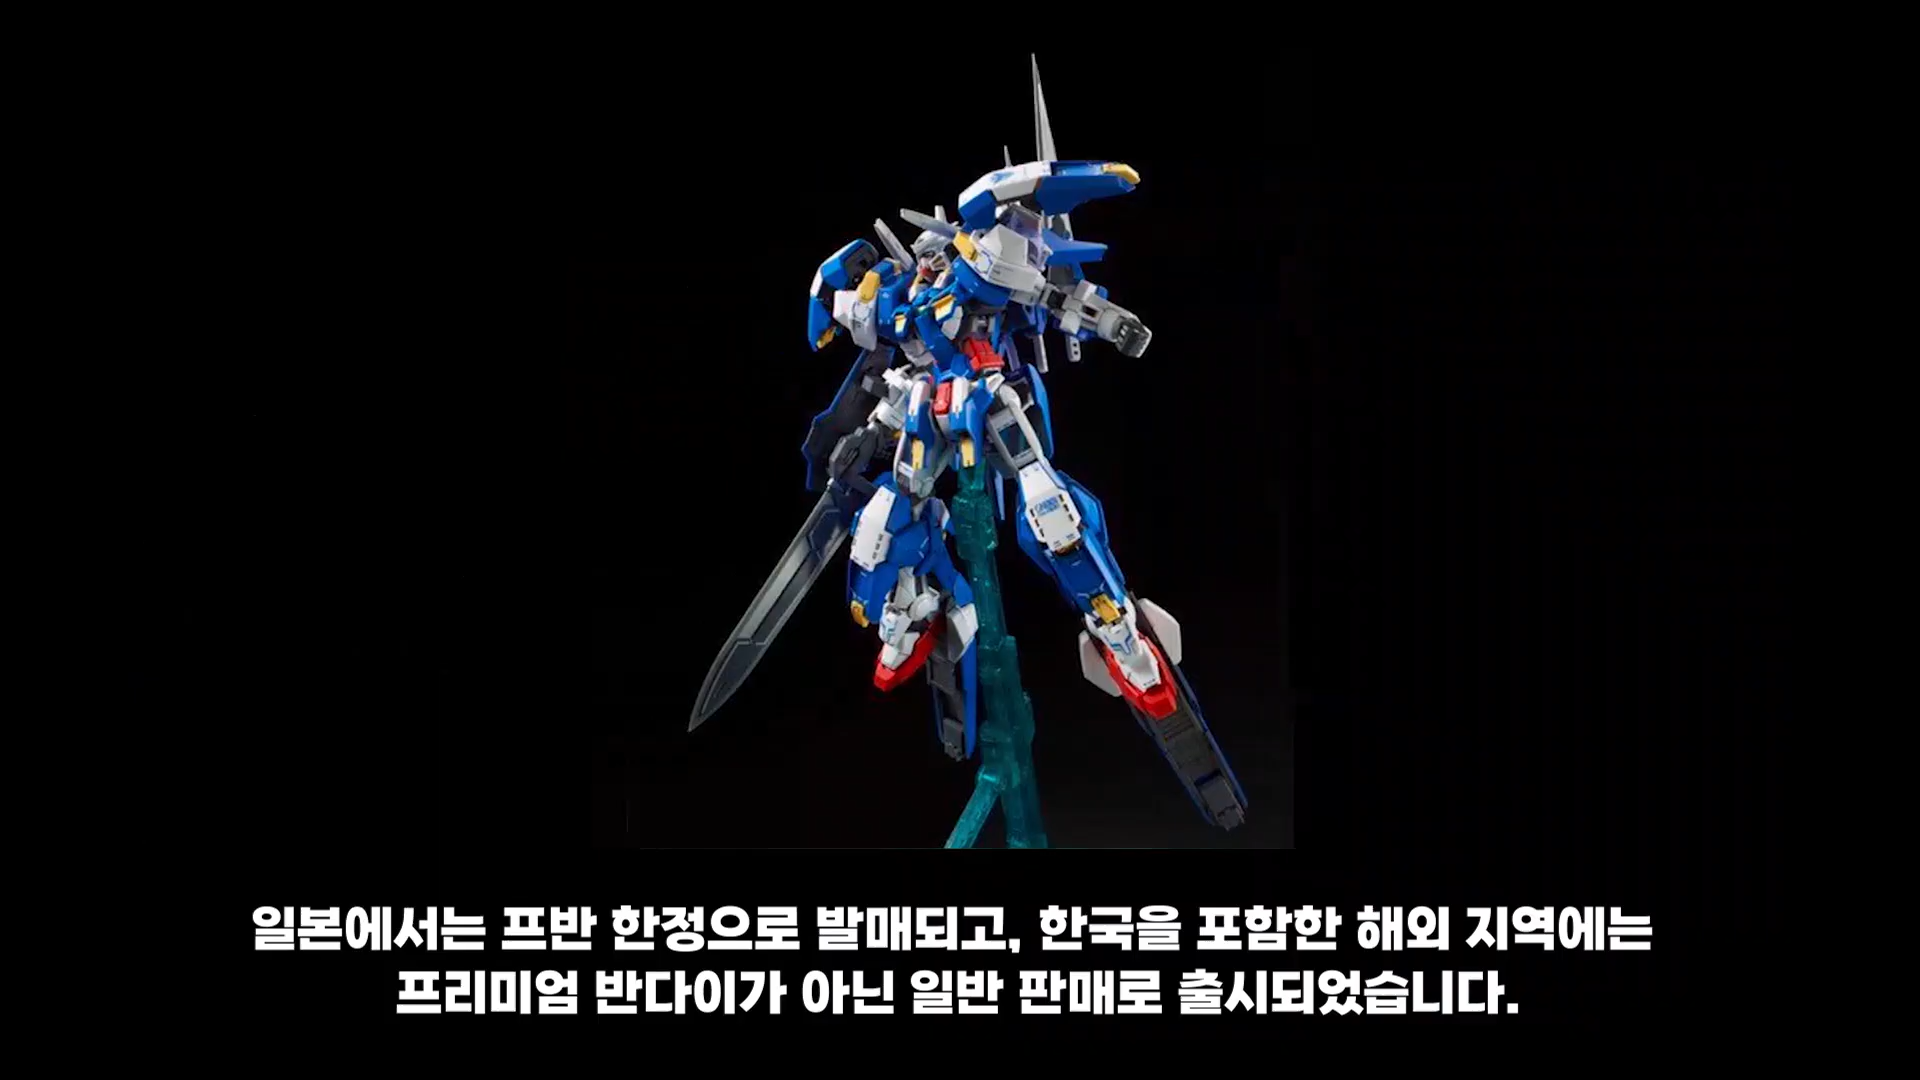 일본에서는 프반 한정으로 발매되고, 한국을 포함한 해외 지역에는
프리미엄 반다이가 아닌 일반 판매로 출시되었습니다.